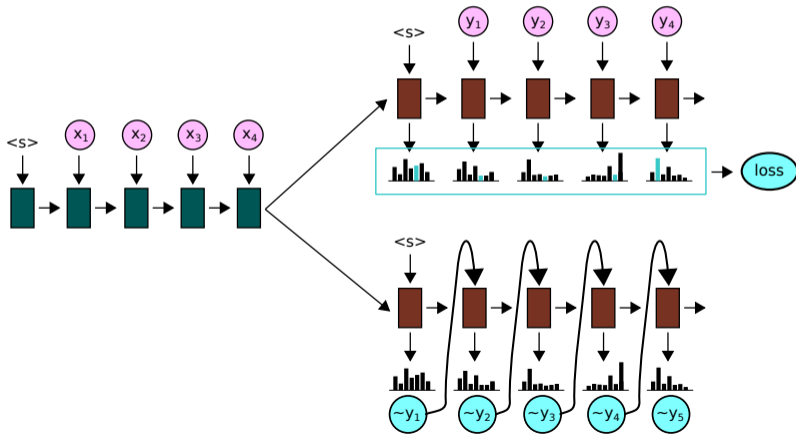 <s> x1 x2 x3 x4
<s> y1 y2 y3 y4
loss
<s>
~y1 ~y2 ~y3 ~y4 ~y5